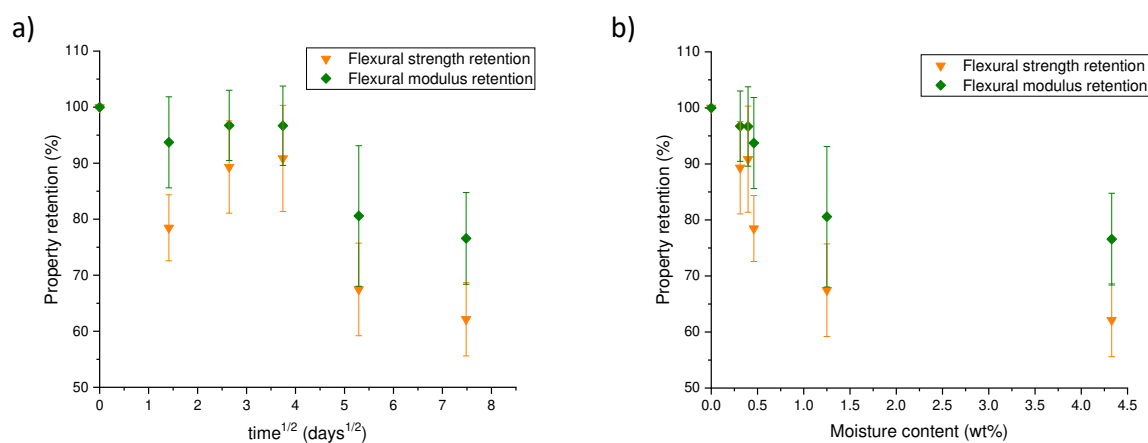 a)
110
100
90
80
70
60
50
Property retention (%)
Flexural strength retention
Flexural modulus retention
0 1 2 3 4 5 6 7 8
time1/2 (days1/2)
b)
110
100
90
80
70
60
50
Property retention (%)
Flexural strength retention
Flexural modulus retention
0.0 0.5 1.0 1.5 2.0 2.5 3.0 3.5 4.0 4.5
Moisture content (wt%)